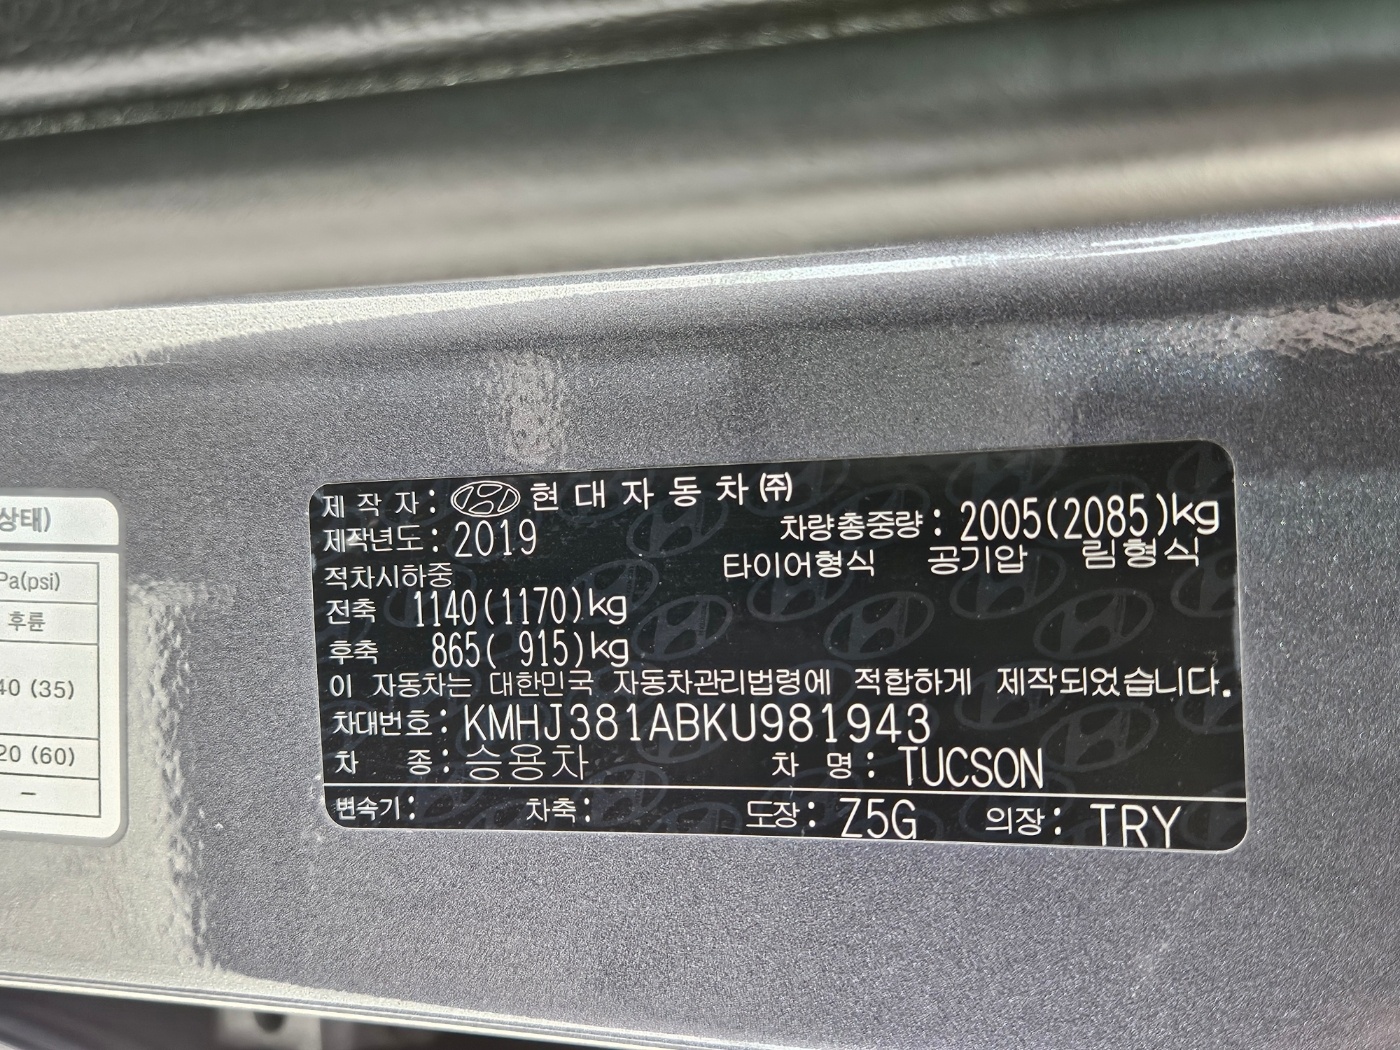 상태)
Pa(psi)
후륜
40 (35)
20 (60)
–
제 작 자 : 현 대 자 동 차 ㈜
제작년도 : 2019
차량총중량 : 2005(2085)kg
적차시하중
타이어형식 공기압 림형식
전축 1140(1170)kg
후축 865( 915)kg
이 자동차는 대한민국 자동차관리법령에 적합하게 제작되었습니다.
차대번호 : KMHJ381ABKU981943
차 종 : 승용차 차 명 : TUCSON
변속기 : 차축 : 도장 : Z5G 의장 : TRY